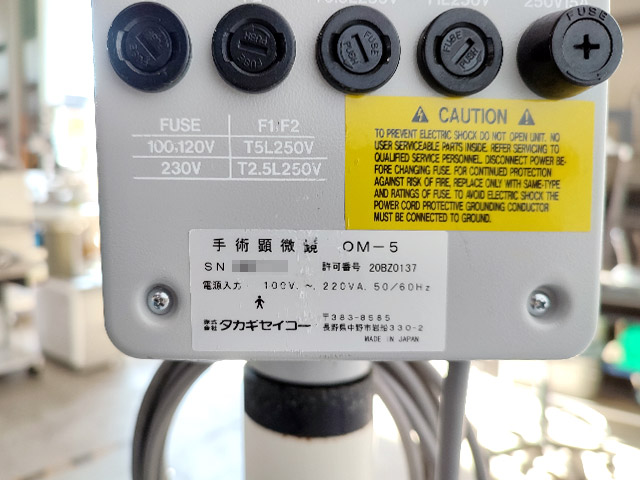 250V15A
FUSE PUSH
FUSE PUSH
FUSE
FUSE F1/F2
100,120V T5L250V
230V T2.5L250V
CAUTION
TO PREVENT ELECTRIC SHOCK DO NOT OPEN UNIT. NO
USER SERVICEABLE PARTS INSIDE. REFER SERVICING TO
QUALIFIED SERVICE PERSONNEL. DISCONNECT POWER BE-
FORE CHANGING FUSE. FOR CONTINUED PROTECTION
AGAINST RISK OF FIRE, REPLACE ONLY WITH SAME-TYPE
AND RATINGS OF FUSE. TO AVOID ELECTRIC SHOCK THE
POWER CORD PROTECTIVE GROUNDING CONDUCTOR
MUST BE CONNECTED TO GROUND.
手術顕微鏡 OM-5
SN 許可番号 20BZ0137
電源入力 100V. ~. 220VA. 50/60Hz
株式会社 タカギセイコー 〒383-8585
長野県中野市岩船330-2
MADE IN JAPAN